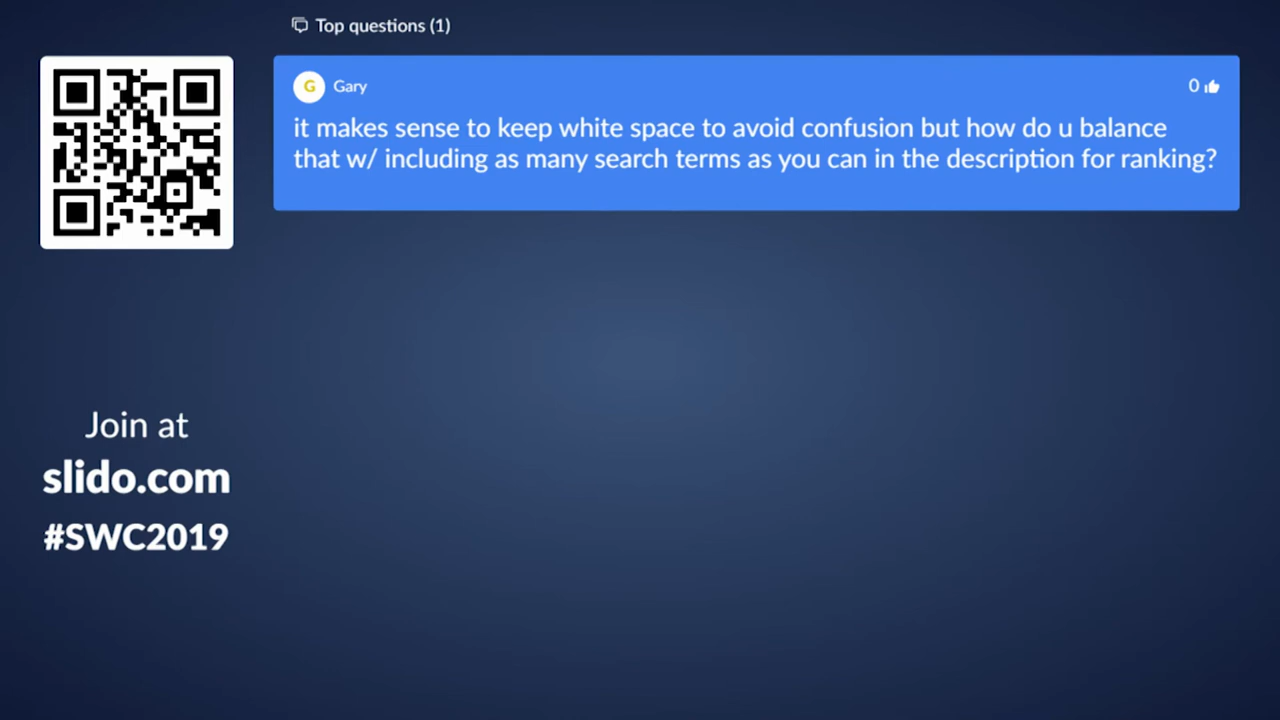 Top questions (1)
G Gary 0
it makes sense to keep white space to avoid confusion but how do u balance
that w/ including as many search terms as you can in the description for ranking?
Join at
slido.com
#SWC2019